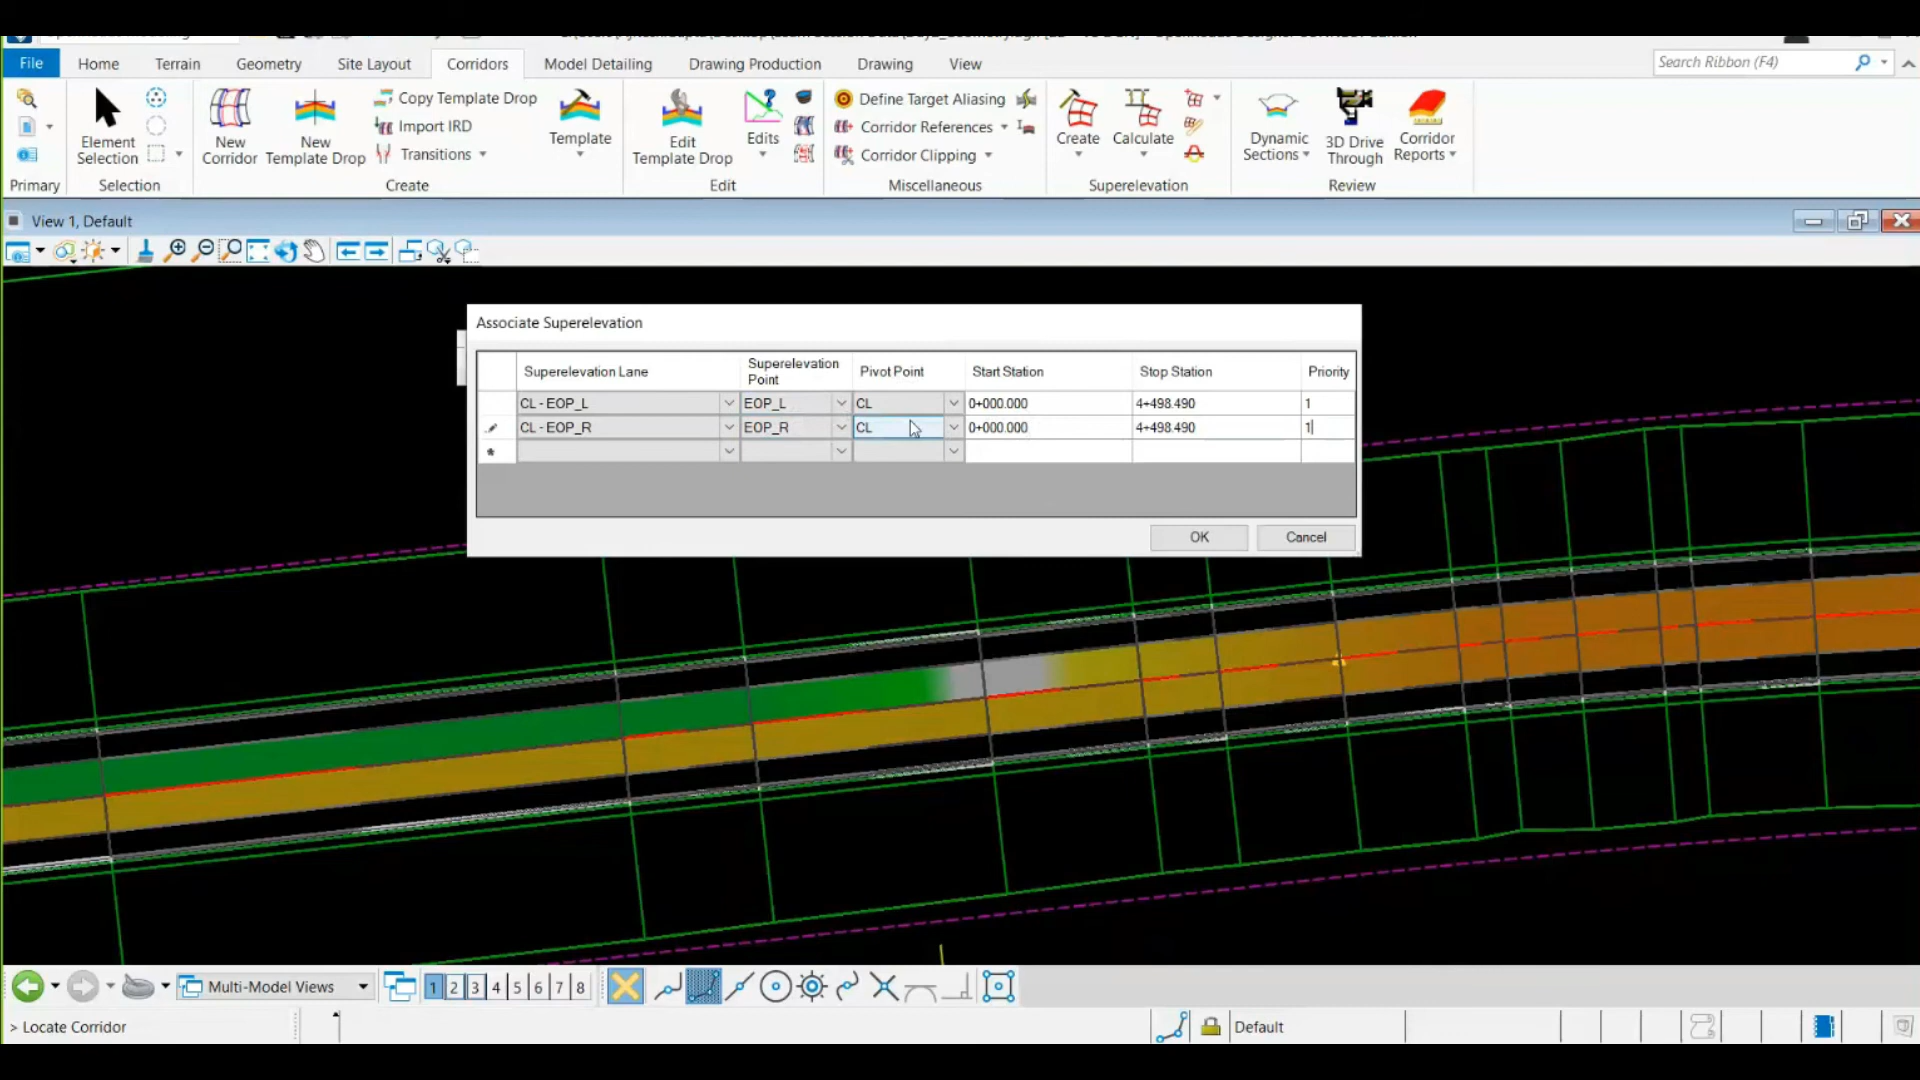 File Home Terrain Geometry Site Layout Corridors Model Detailing Drawing Production Drawing View Search Ribbon (F4)
Element Selection
New Corridor
New Template Drop
Copy Template Drop
Import IRD
Transitions
Template
Edit Template Drop
Edits
Define Target Aliasing
Corridor References
Corridor Clipping
Create
Calculate
Dynamic Sections
3D Drive Through
Corridor Reports
Primary Selection Create Edit Miscellaneous Superelevation Review
View 1, Default
Associate Superelevation
Superelevation Lane Superelevation Point Pivot Point Start Station Stop Station Priority
CL - EOP_L EOP_L CL 0+000.000 4+498.490 1
CL - EOP_R EOP_R CL 0+000.000 4+498.490 1
OK Cancel
Multi-Model Views 1 2 3 4 5 6 7 8
> Locate Corridor Default